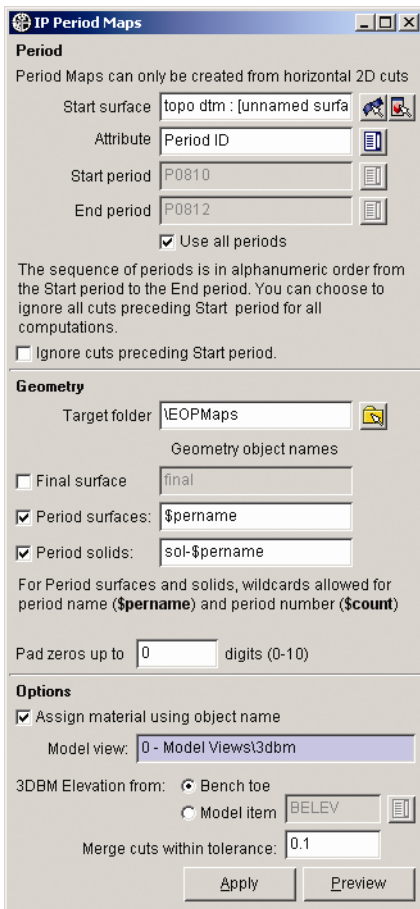 IP Period Maps
Period
Period Maps can only be created from horizontal 2D cuts
Start surface topo dtm : [unnamed surfa
Attribute Period ID
Start period P0810
End period P0812
Use all periods
The sequence of periods is in alphanumeric order from
the Start period to the End period. You can choose to
ignore all cuts preceding Start period for all
computations.
Ignore cuts preceding Start period.
Geometry
Target folder \EOPMaps
Geometry object names
Final surface final
Period surfaces: $pername
Period solids: sol-$pername
For Period surfaces and solids, wildcards allowed for
period name ($pername) and period number ($count)
Pad zeros up to 0 digits (0-10)
Options
Assign material using object name
Model view: 0 - Model Views\3dbm
3DBM Elevation from: Bench toe
Model item BELEV
Merge cuts within tolerance: 0.1
Apply Preview